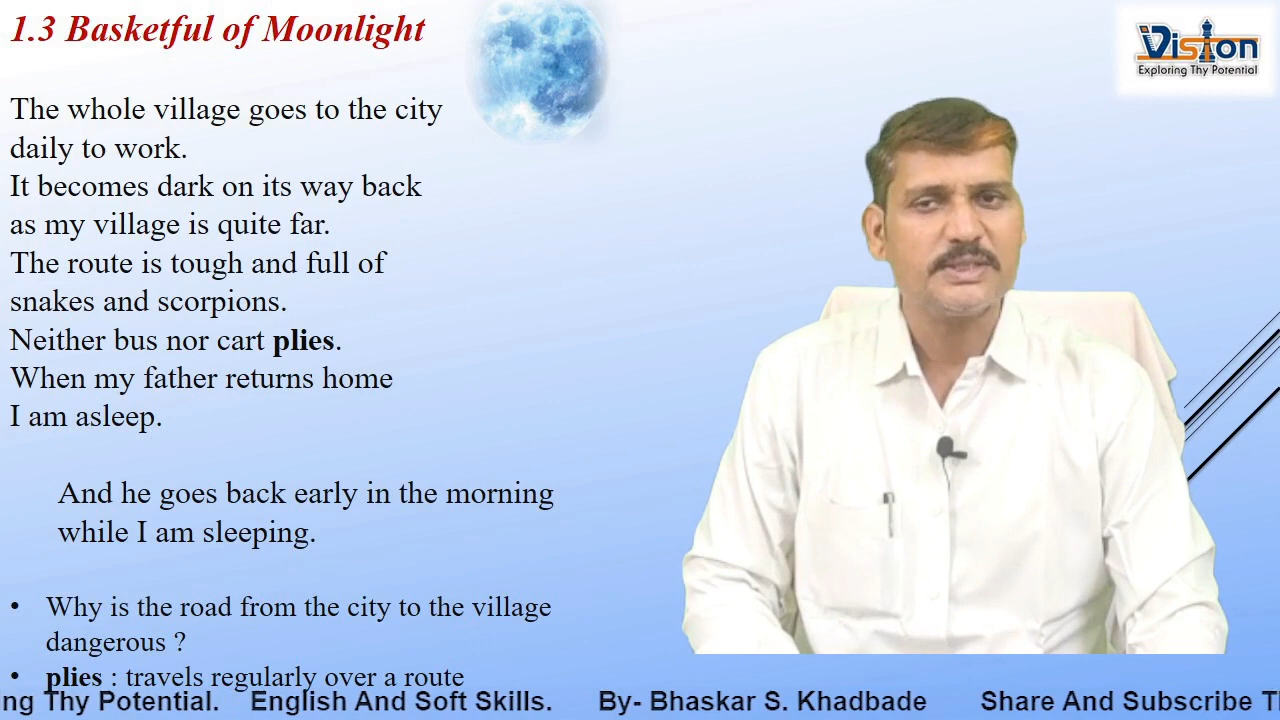 1.3 Basketful of Moonlight
Vision
Exploring Thy Potential
The whole village goes to the city
daily to work.
It becomes dark on its way back
as my village is quite far.
The route is tough and full of
snakes and scorpions.
Neither bus nor cart plies.
When my father returns home
I am asleep.
And he goes back early in the morning
while I am sleeping.
• Why is the road from the city to the village
dangerous ?
• plies : travels regularly over a route
ng Thy Potential. English And Soft Skills. By- Bhaskar S. Khadbade Share And Subscribe